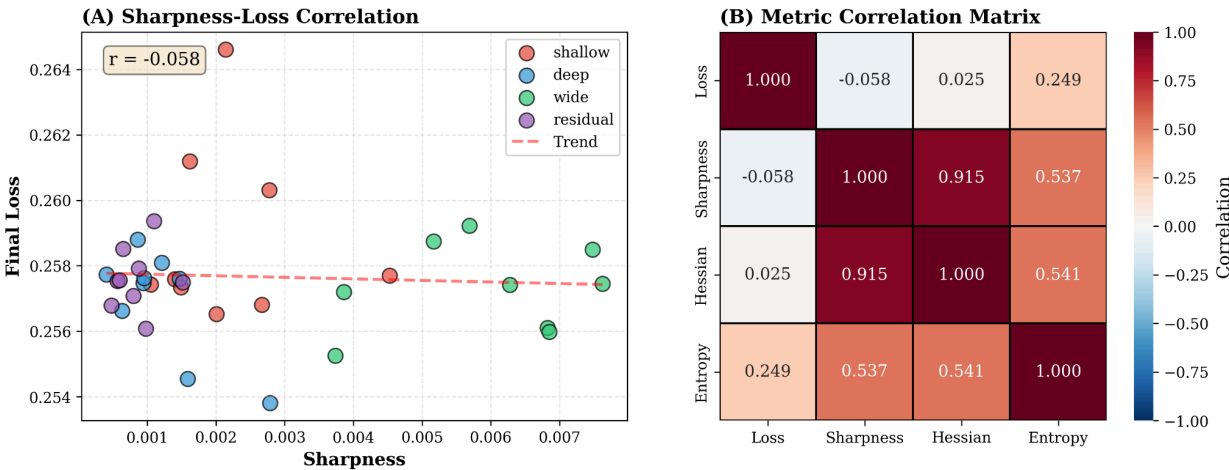 (A) Sharpness-Loss Correlation
r = -0.058
shallow
deep
wide
residual
Trend
0.264
0.262
0.260
0.258
0.256
0.254
Final Loss
0.001 0.002 0.003 0.004 0.005 0.006 0.007
Sharpness
(B) Metric Correlation Matrix
Loss 1.000 -0.058 0.025 0.249
Sharpness -0.058 1.000 0.915 0.537
Hessian 0.025 0.915 1.000 0.541
Entropy 0.249 0.537 0.541 1.000
Loss Sharpness Hessian Entropy
1.00
0.75
0.50
0.25
0.00
−0.25
−0.50
−0.75
−1.00
Correlation